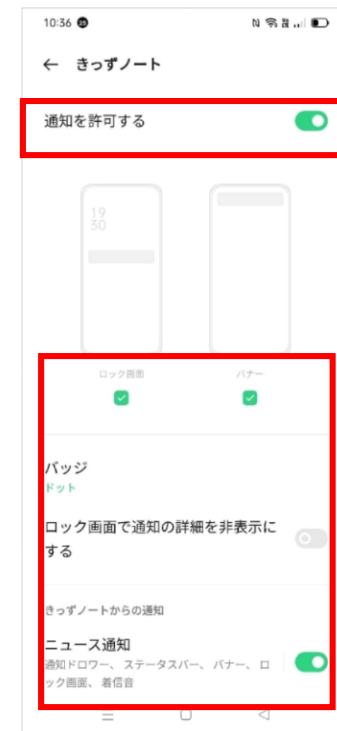 10:36
← きっずノート
通知を許可する
19
30
ロック画面 バナー
バッジ
ドット
ロック画面で通知の詳細を非表示に
する
きっずノートからの通知
ニュース通知
通知ドロワー、 ステータスバー、 バナー、 ロ
ック画面、 着信音